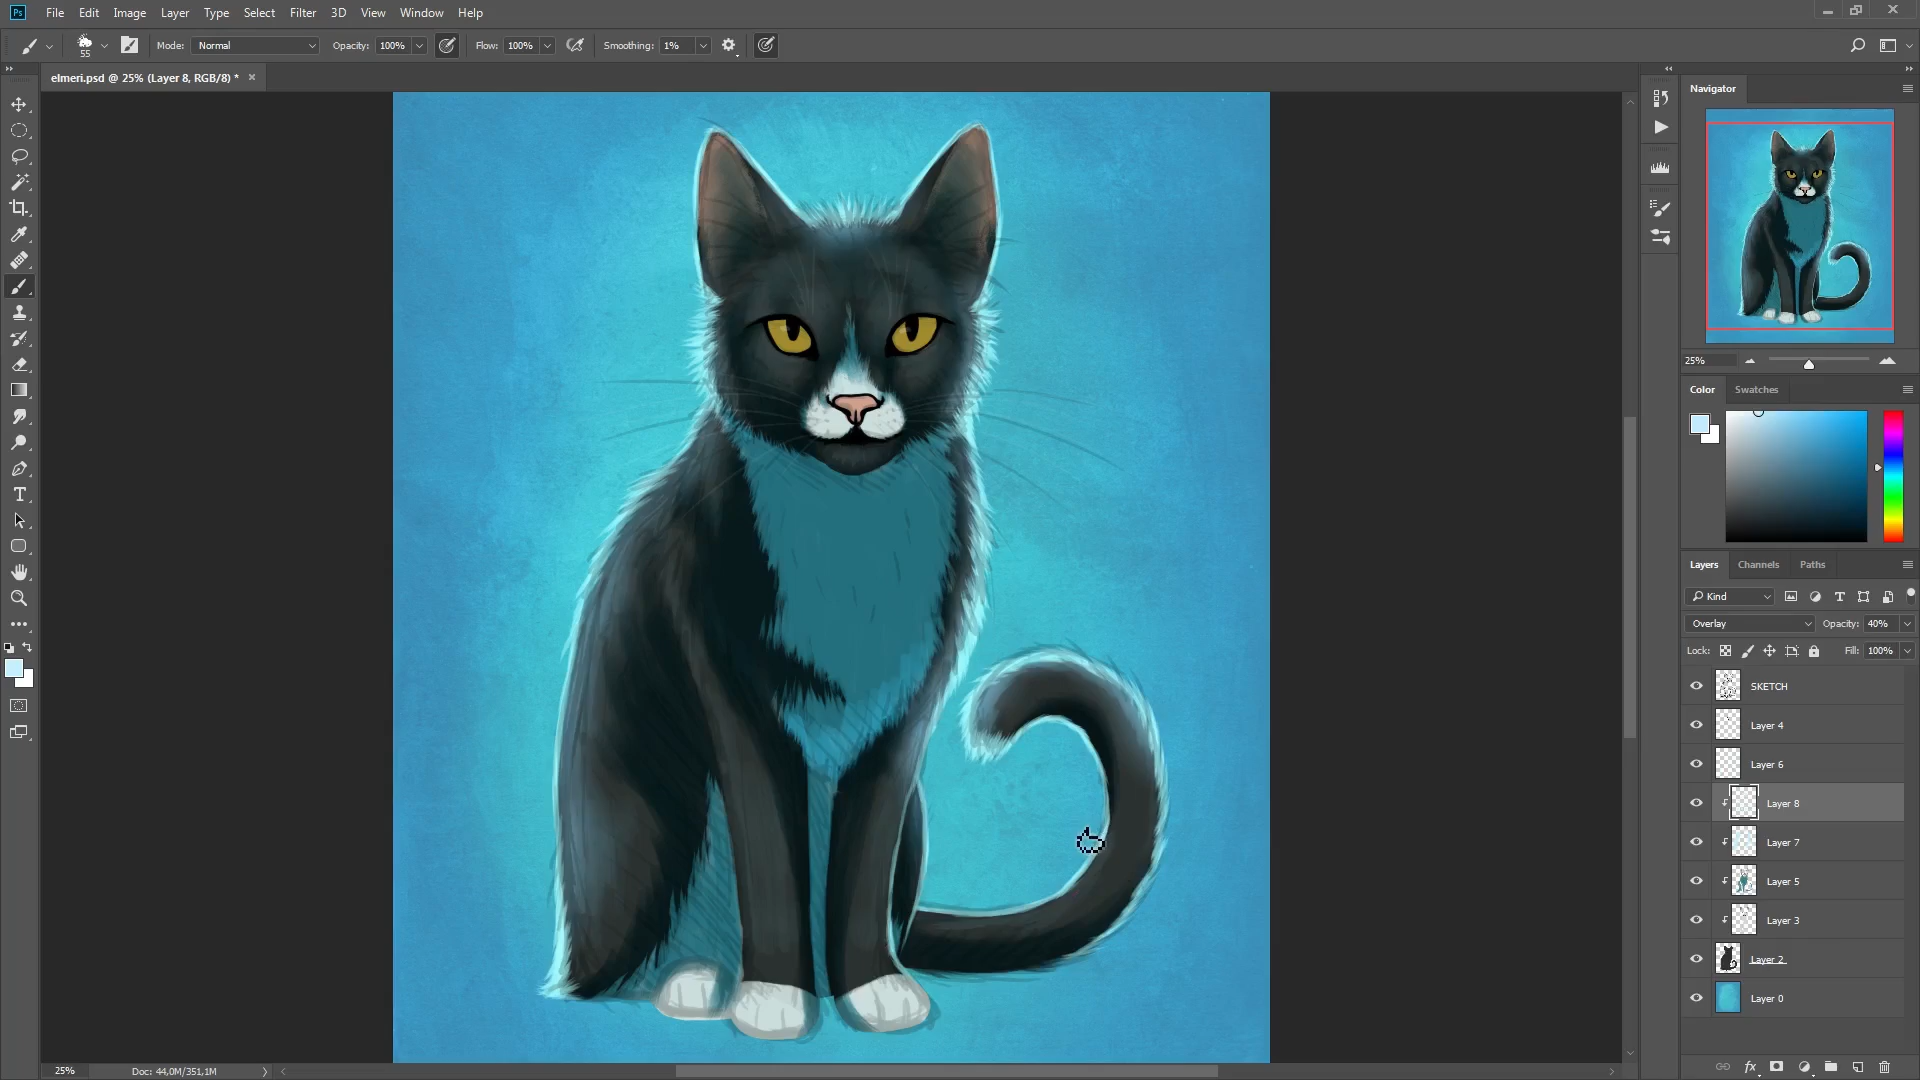 Ps File Edit Image Layer Type Select Filter 3D View Window Help
55 Mode: Normal Opacity: 100% Flow: 100% Smoothing: 1%
elmeri.psd @ 25% (Layer 8, RGB/8) *
Navigator
25%
Color Swatches
Layers Channels Paths
Kind
Overlay Opacity: 40%
Lock: Fill: 100%
SKETCH
Layer 4
Layer 6
Layer 8
Layer 7
Layer 5
Layer 3
Layer 2
Layer 0
fx
25% Doc: 44,0M/351,1M